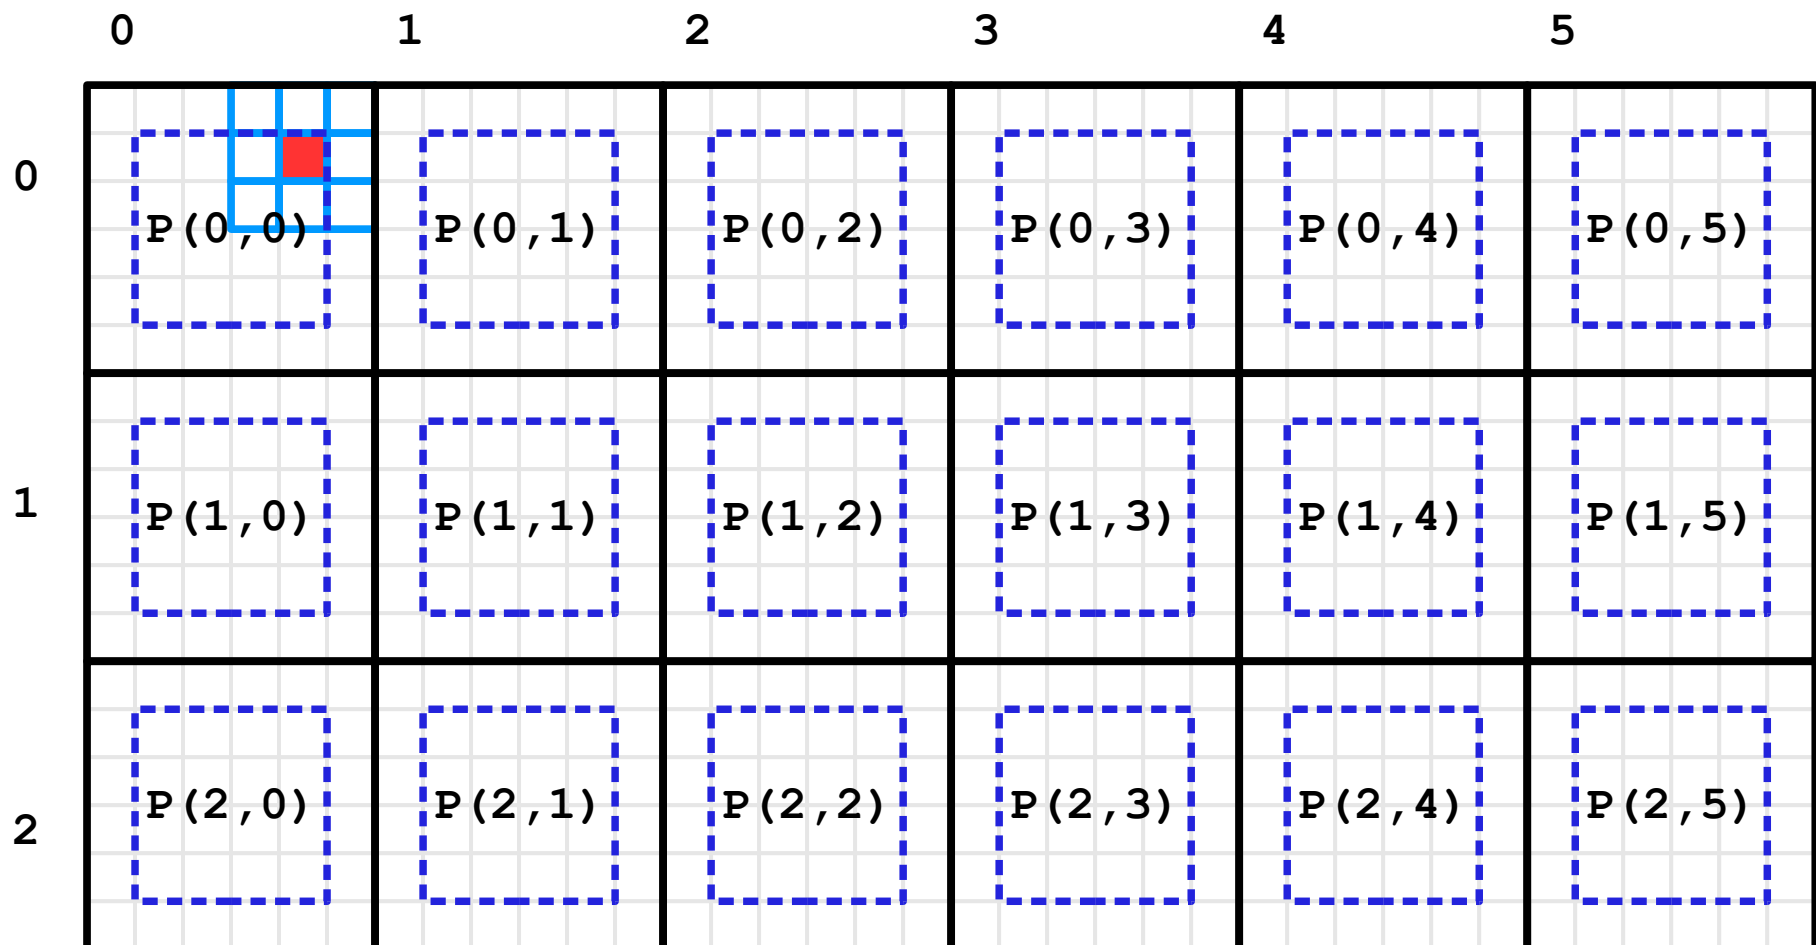 0 1 2 3 4 5
0
P(0,0) P(0,1) P(0,2) P(0,3) P(0,4) P(0,5)
1
P(1,0) P(1,1) P(1,2) P(1,3) P(1,4) P(1,5)
2
P(2,0) P(2,1) P(2,2) P(2,3) P(2,4) P(2,5)